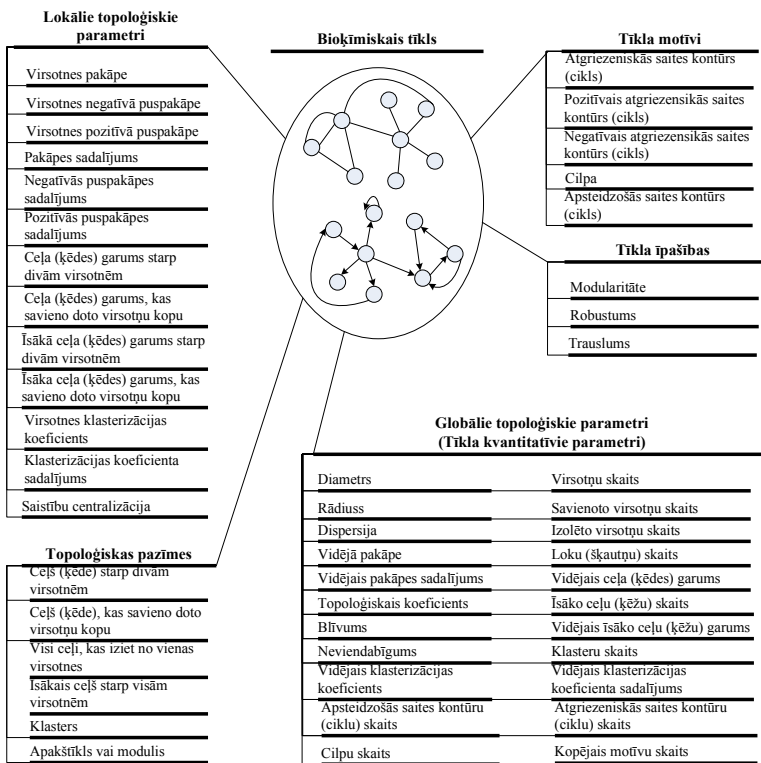 Lokālie topoloģiskie
parametri
Virsotnes pakāpe
Virsotnes negatīvā puspakāpe
Virsotnes pozitīvā puspakāpe
Pakāpes sadalījums
Negatīvās puspakāpes
sadalījums
Pozitīvās puspakāpes
sadalījums
Ceļa (ķēdes) garums starp
divām virsotnēm
Ceļa (ķēdes) garums, kas
savieno doto virsotņu kopu
Īsākā ceļa (ķēdes) garums starp
divām virsotnēm
Īsāka ceļa (ķēdes) garums, kas
savieno doto virsotņu kopu
Virsotnes klasterizācijas
koeficients
Klasterizācijas koeficienta
sadalījums
Saistību centralizācija
Topoloģiskas pazīmes
Ceļš (ķēde) starp divām
virsotnēm
Ceļš (ķēde), kas savieno doto
virsotņu kopu
Visi ceļi, kas iziet no vienas
virsotnes
Īsākais ceļš starp visām
virsotnēm
Klasters
Apakštīkls vai modulis
Bioķīmiskais tīkls
Tīkla motīvi
Atgriezeniskās saites kontūrs
(cikls)
Pozitīvais atgriezensikās saites
kontūrs (cikls)
Negatīvais atgriezensikās saites
kontūrs (cikls)
Cilpa
Apsteidzošās saites kontūrs
(cikls)
Tīkla īpašības
Modularitāte
Robustums
Trauslums
Globālie topoloģiskie parametri
(Tīkla kvantitatīvie parametri)
Diametrs
Virsotņu skaits
Rādiuss
Savienoto virsotņu skaits
Dispersija
Izolēto virsotņu skaits
Vidējā pakāpe
Loku (šķautņu) skaits
Vidējais pakāpes sadalījums
Vidējais ceļa (ķēdes) garums
Topoloģiskais koeficients
Īsāko ceļu (ķēžu) skaits
Blīvums
Vidējais īsāko ceļu (ķēžu) garums
Neviendabīgums
Klasteru skaits
Vidējais klasterizācijas
koeficients
Vidējais klasterizācijas
koeficienta sadalījums
Apsteidzošās saites kontūru
(ciklu) skaits
Atgriezeniskās saites kontūru
(ciklu) skaits
Cilpu skaits
Kopējais motīvu skaits